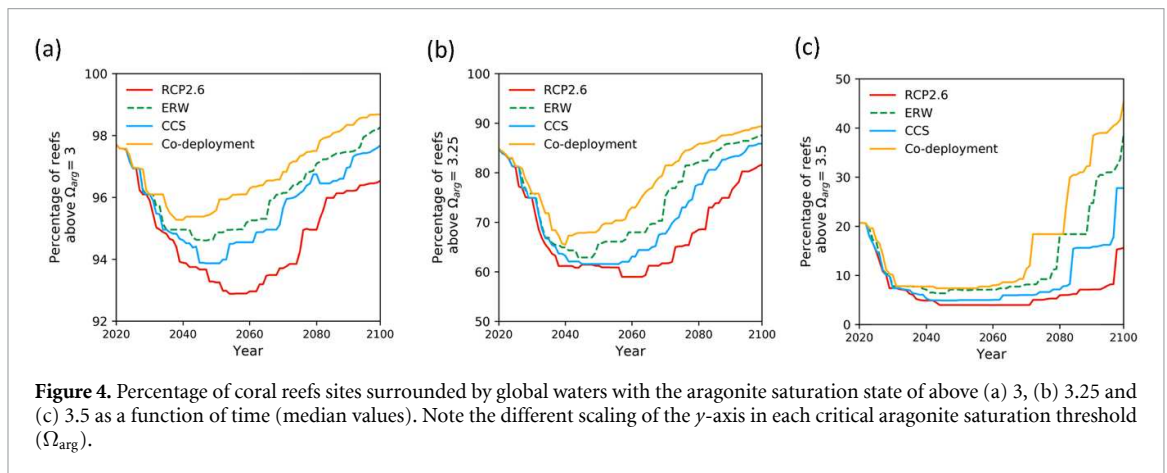 (a)
100
98
96
94
92
Percentage of reefs
above Ωarg= 3
RCP2.6
ERW
CCS
Co-deployment
2020 2040 2060 2080 2100
Year
(b)
100
90
80
70
60
50
Percentage of reefs
above Ωarg= 3.25
RCP2.6
ERW
CCS
Co-deployment
2020 2040 2060 2080 2100
Year
(c)
50
40
30
20
10
0
Percentage of reefs
above Ωarg= 3.5
RCP2.6
ERW
CCS
Co-deployment
2020 2040 2060 2080 2100
Year
Figure 4. Percentage of coral reefs sites surrounded by global waters with the aragonite saturation state of above (a) 3, (b) 3.25 and
(c) 3.5 as a function of time (median values). Note the different scaling of the y-axis in each critical aragonite saturation threshold
(Ωarg).